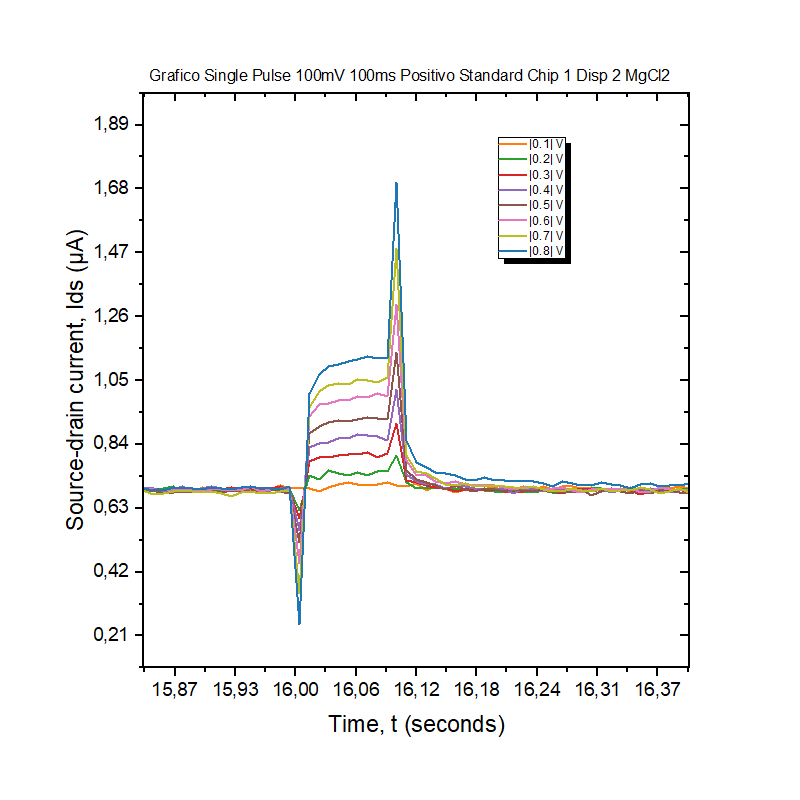 Grafico Single Pulse 100mV 100ms Positivo Standard Chip 1 Disp 2 MgCl2
|0.1| V
|0.2| V
|0.3| V
|0.4| V
|0.5| V
|0.6| V
|0.7| V
|0.8| V
Source-drain current, Ids (µA)
1,89
1,68
1,47
1,26
1,05
0,84
0,63
0,42
0,21
15,87 15,93 16,00 16,06 16,12 16,18 16,24 16,31 16,37
Time, t (seconds)